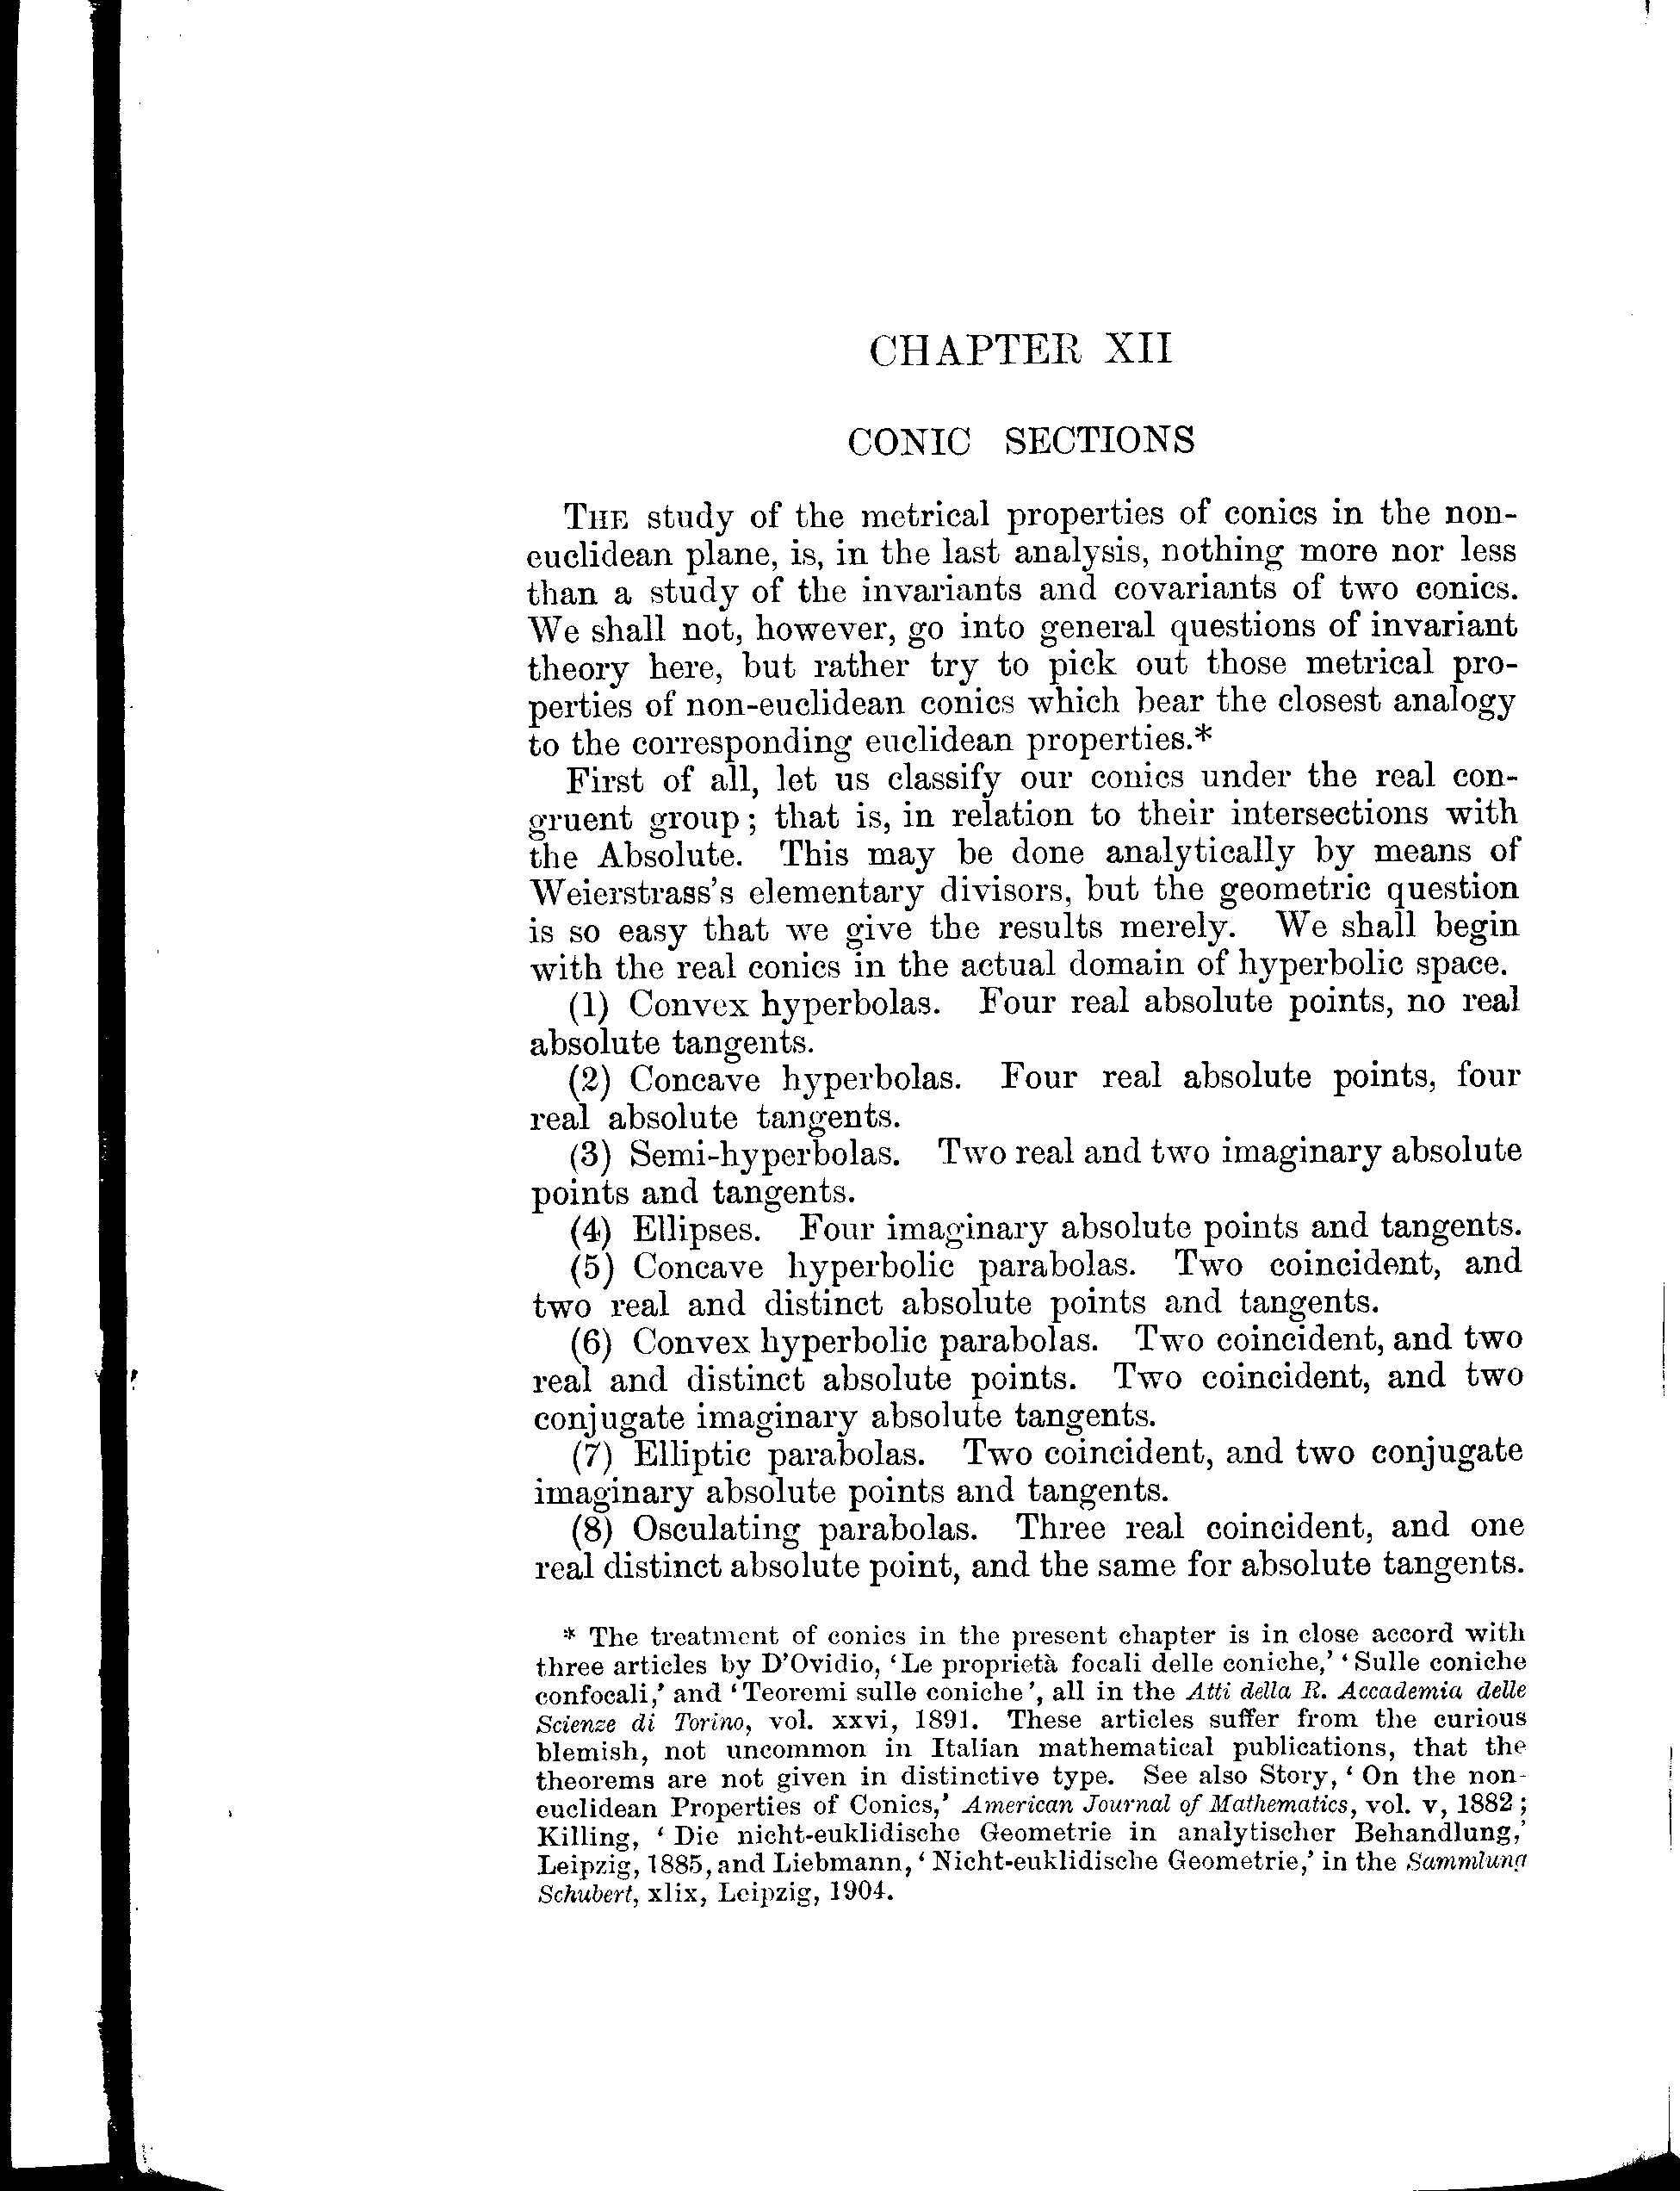 CHAPTER XII
CONIC SECTIONS
THE study of the metrical properties of conics in the non-
euclidean plane, is, in the last analysis, nothing more nor less
than a study of the invariants and covariants of two conics.
We shall not, however, go into general questions of invariant
theory here, but rather try to pick out those metrical pro-
perties of non-euclidean conics which bear the closest analogy
to the corresponding euclidean properties.*
First of all, let us classify our conics under the real con-
gruent group; that is, in relation to their intersections with
the Absolute. This may be done analytically by means of
Weierstrass's elementary divisors, but the geometric question
is so easy that we give the results merely. We shall begin
with the real conics in the actual domain of hyperbolic space.
(1) Convex hyperbolas. Four real absolute points, no real
absolute tangents.
(2) Concave hyperbolas. Four real absolute points, four
real absolute tangents.
(3) Semi-hyperbolas. Two real and two imaginary absolute
points and tangents.
(4) Ellipses. Four imaginary absolute points and tangents.
(5) Concave hyperbolic parabolas. Two coincident, and
two real and distinct absolute points and tangents.
(6) Convex hyperbolic parabolas. Two coincident, and two
real and distinct absolute points. Two coincident, and two
conjugate imaginary absolute tangents.
(7) Elliptic parabolas. Two coincident, and two conjugate
imaginary absolute points and tangents.
(8) Osculating parabolas. Three real coincident, and one
real distinct absolute point, and the same for absolute tangents.
* The treatment of conics in the present chapter is in close accord with
three articles by D'Ovidio, 'Le proprietà focali delle coniche,' 'Sulle coniche
confocali,' and 'Teoremi sulle coniche', all in the Atti della R. Accademia delle
Scienze di Torino, vol. xxvi, 1891. These articles suffer from the curious
blemish, not uncommon in Italian mathematical publications, that the
theorems are not given in distinctive type. See also Story, 'On the non-
euclidean Properties of Conics,' American Journal of Mathematics, vol. v, 1882;
Killing, 'Die nicht-euklidische Geometrie in analytischer Behandlung,'
Leipzig, 1885, and Liebmann, 'Nicht-euklidische Geometrie,' in the Sammlung
Schubert, xlix, Leipzig, 1904.